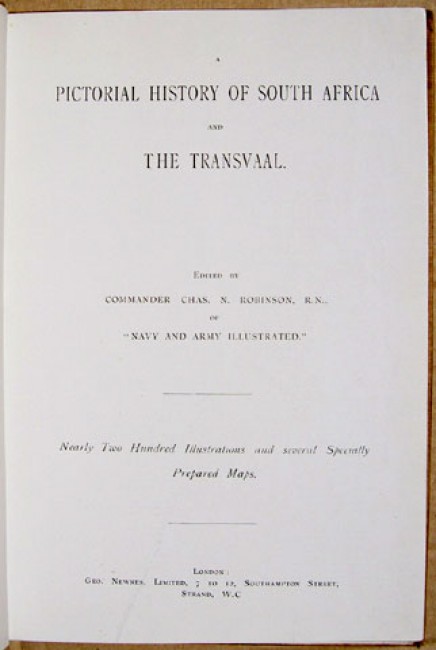 A
PICTORIAL HISTORY OF SOUTH AFRICA
AND
THE TRANSVAAL.
EDITED BY
COMMANDER CHAS. N. ROBINSON, R.N.,
OF
"NAVY AND ARMY ILLUSTRATED."
Nearly Two Hundred Illustrations and several Specially
Prepared Maps.
LONDON:
GEO. NEWNES, LIMITED, 7 TO 12, SOUTHAMPTON STREET,
STRAND, W.C